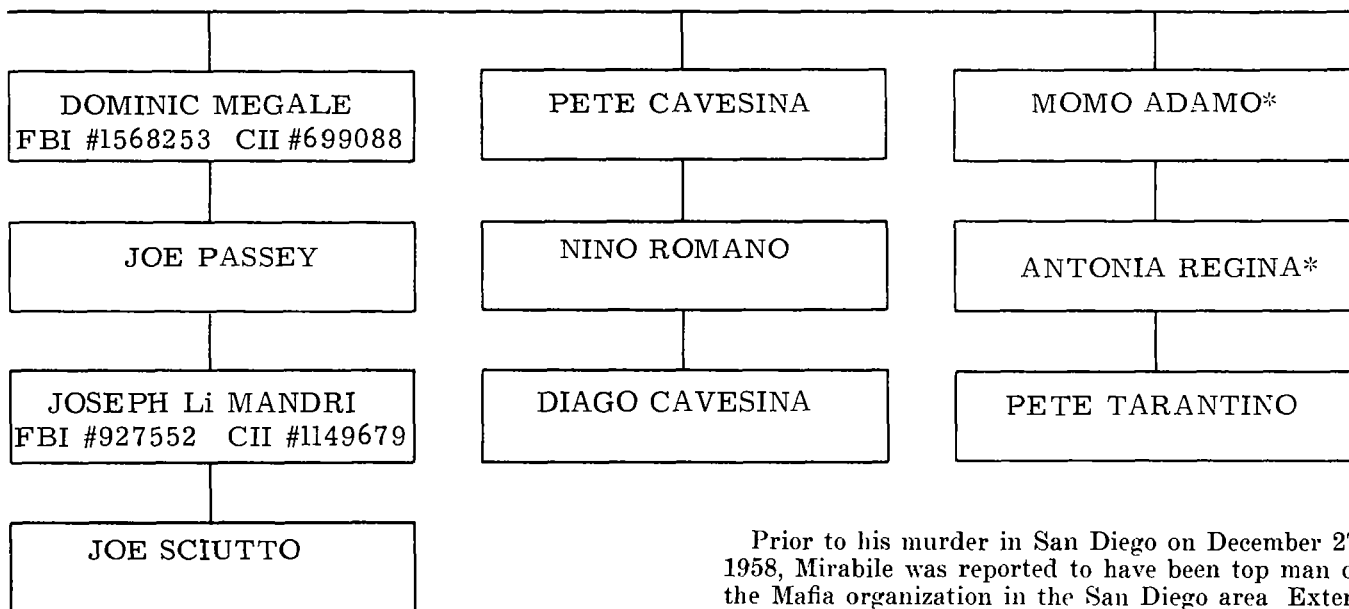 DOMINIC MEGALE
FBI #1568253 CII #699088
PETE CAVESINA
MOMO ADAMO*
JOE PASSEY
NINO ROMANO
ANTONIA REGINA*
JOSEPH Li MANDRI
FBI #927552 CII #1149679
DIAGO CAVESINA
PETE TARANTINO
JOE SCIUTTO
Prior to his murder in San Diego on December 27
1958, Mirabile was reported to have been top man o
the Mafia organization in the San Diego area Exter